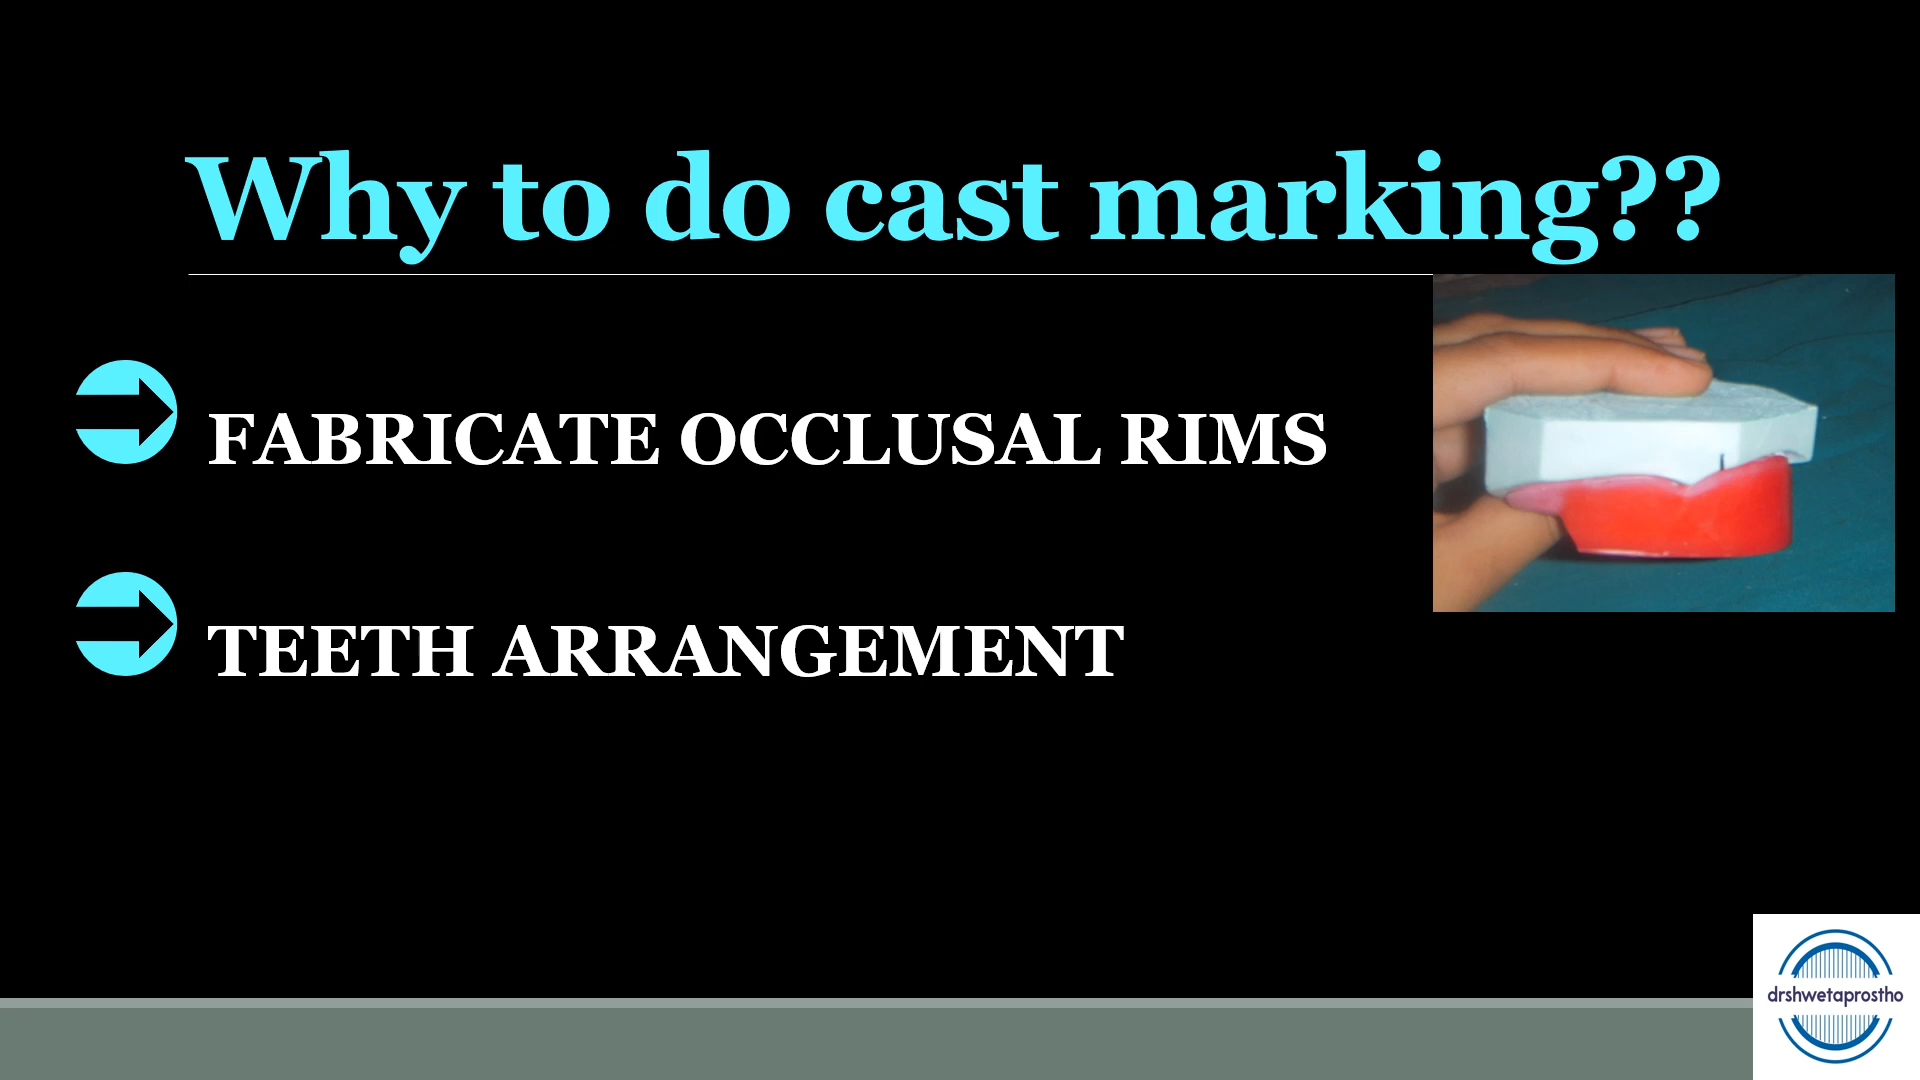 Why to do cast marking??
FABRICATE OCCLUSAL RIMS
TEETH ARRANGEMENT
drshwetaprostho